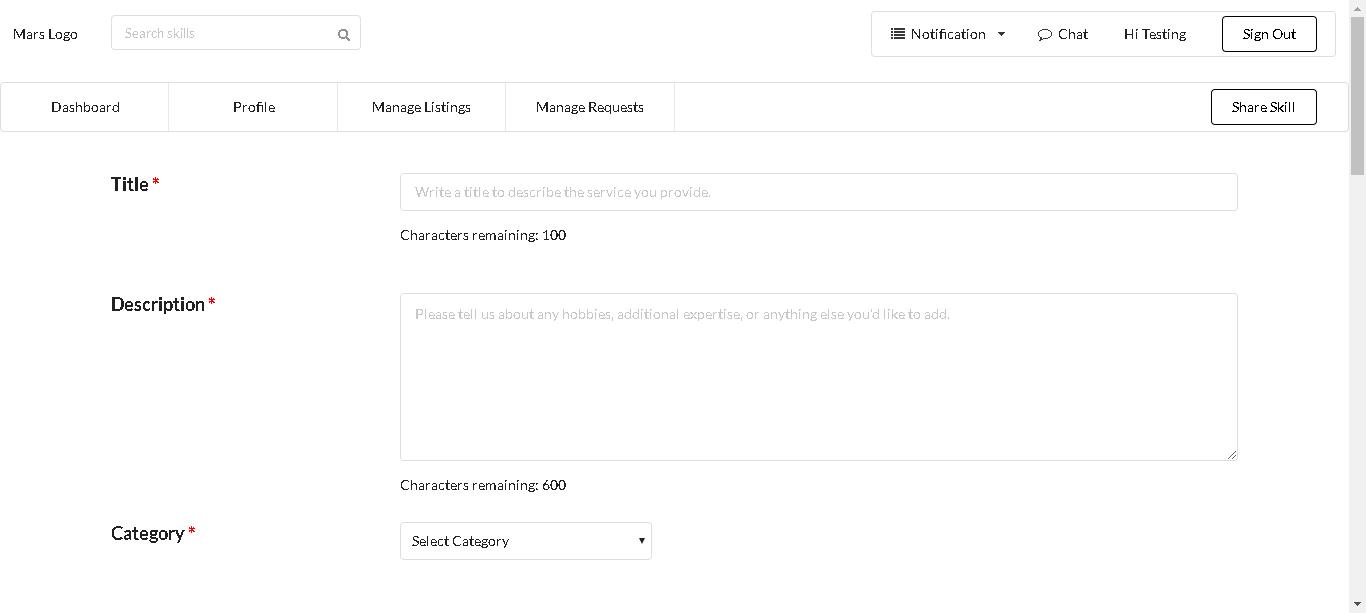 Mars Logo
Search skills
Notification
Chat
Hi Testing
Sign Out
Dashboard
Profile
Manage Listings
Manage Requests
Share Skill
Title *
Write a title to describe the service you provide.
Characters remaining: 100
Description *
Please tell us about any hobbies, additional expertise, or anything else you'd like to add.
Characters remaining: 600
Category *
Select Category